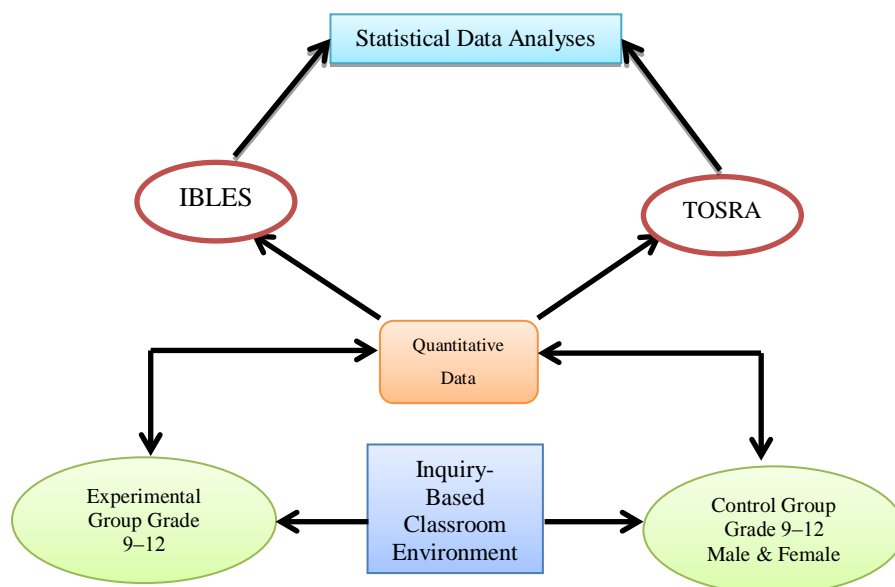 Statistical Data Analyses
IBLES
TOSRA
Quantitative
Data
Experimental
Group Grade
9–12
Inquiry-
Based
Classroom
Environment
Control Group
Grade 9–12
Male & Female